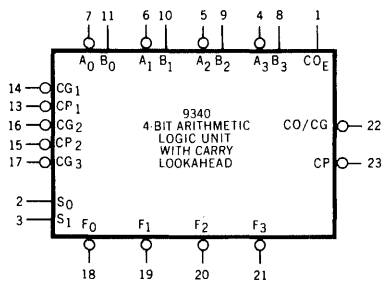 7 11 6 10 5 9 4 8 1
A0 B0 A1 B1 A2 B2 A3 B3 COE
14 CG1
13 CP1
16 CG2
15 CP2
17 CG3
9340
4-BIT ARITHMETIC
LOGIC UNIT
WITH CARRY
LOOKAHEAD
CO/CG 22
CP 23
2 S0
3 S1
F0 F1 F2 F3
18 19 20 21